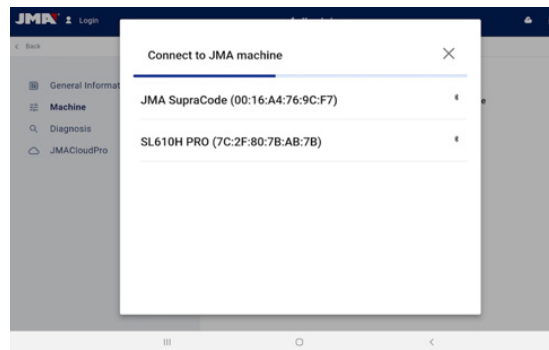 JMA
Login
Back
Connect to JMA machine
General Informat
JMA SupraCode (00:16:A4:76:9C:F7)
Machine
Diagnosis
SL610H PRO (7C:2F:80:7B:AB:7B)
JMACloudPro